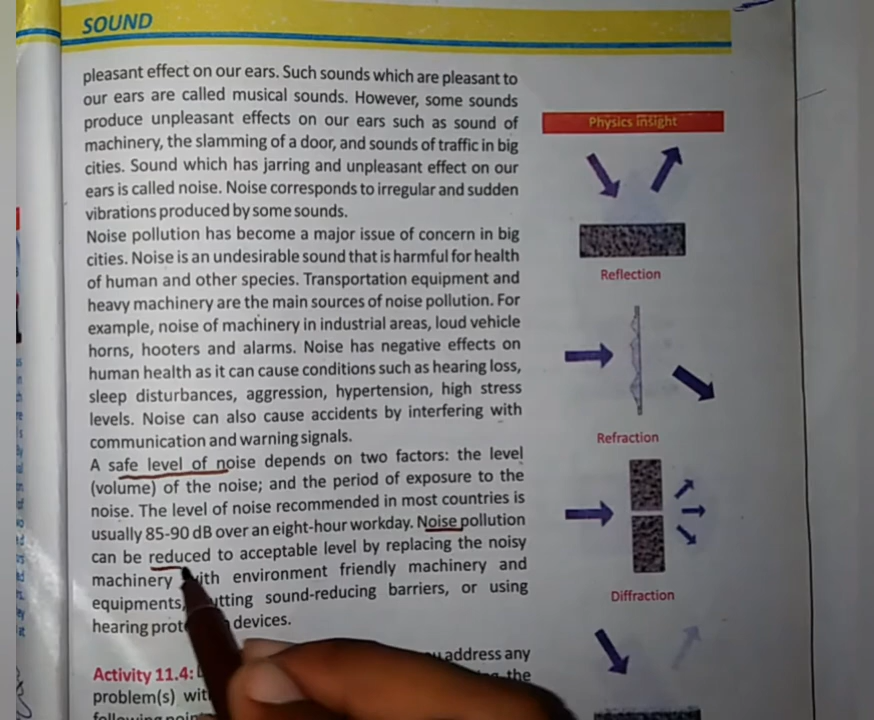 SOUND
pleasant effect on our ears. Such sounds which are pleasant to
our ears are called musical sounds. However, some sounds
produce unpleasant effects on our ears such as sound of
machinery, the slamming of a door, and sounds of traffic in big
cities. Sound which has jarring and unpleasant effect on our
ears is called noise. Noise corresponds to irregular and sudden
vibrations produced by some sounds.
Noise pollution has become a major issue of concern in big
cities. Noise is an undesirable sound that is harmful for health
of human and other species. Transportation equipment and
heavy machinery are the main sources of noise pollution. For
example, noise of machinery in industrial areas, loud vehicle
horns, hooters and alarms. Noise has negative effects on
human health as it can cause conditions such as hearing loss,
sleep disturbances, aggression, hypertension, high stress
levels. Noise can also cause accidents by interfering with
communication and warning signals.
A safe level of noise depends on two factors: the level
(volume) of the noise; and the period of exposure to the
noise. The level of noise recommended in most countries is
usually 85-90 dB over an eight-hour workday. Noise pollution
can be reduced to acceptable level by replacing the noisy
machinery with environment friendly machinery and
equipments, putting sound-reducing barriers, or using
hearing devices.
address any
Activity 11.4: the
problem(s)
Physics insight
Reflection
Refraction
Diffraction